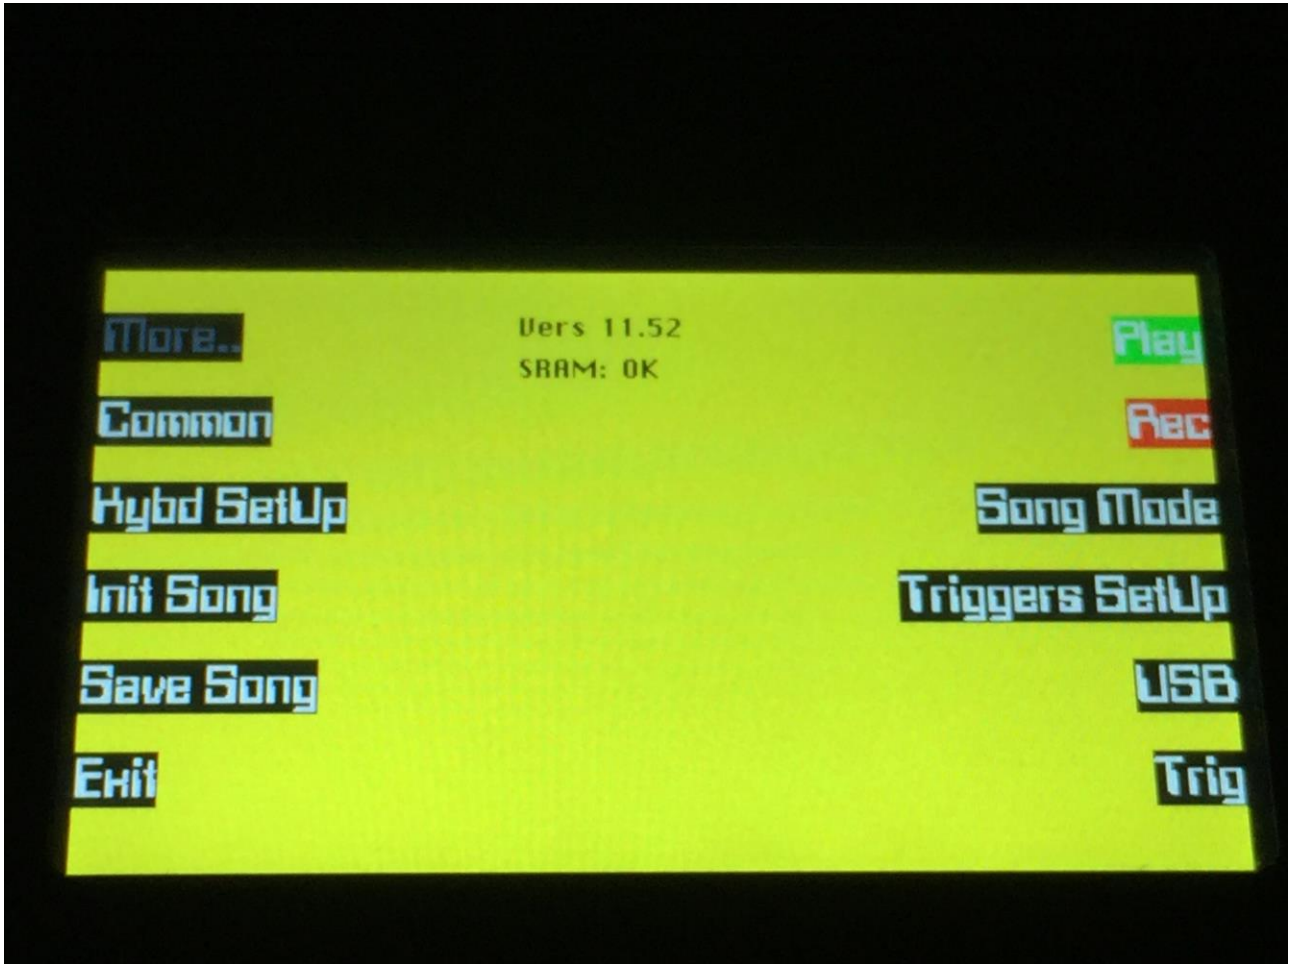 More..
Vers 11.52
SRAM: OK
Play
Common
Rec
Kybd SetUp
Song Mode
Init Song
Triggers SetUp
Save Song
USB
Exit
Trig